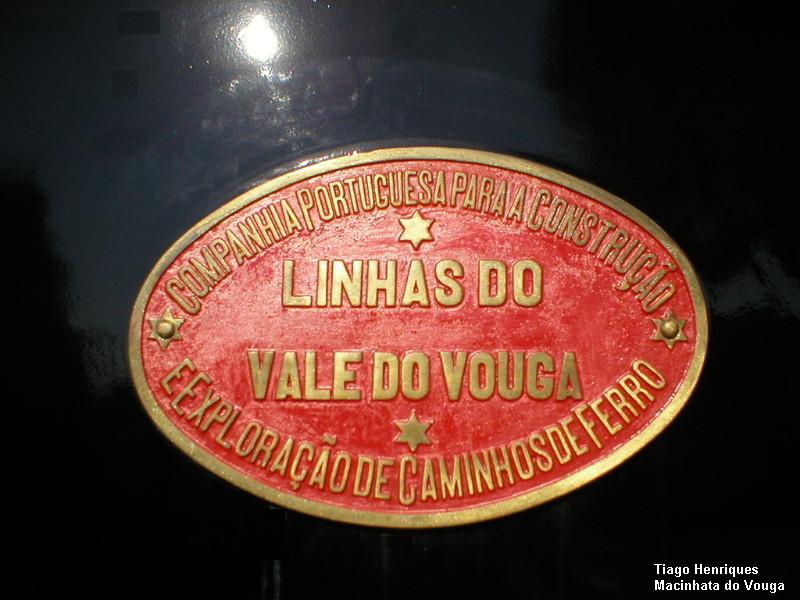 COMPANHIA PORTUGUESA PARA A CONSTRUÇÃO
LINHAS DO
VALE DO VOUGA
E EXPLORAÇÃO DE CAMINHOS DE FERRO
Tiago Henriques
Macinhata do Vouga